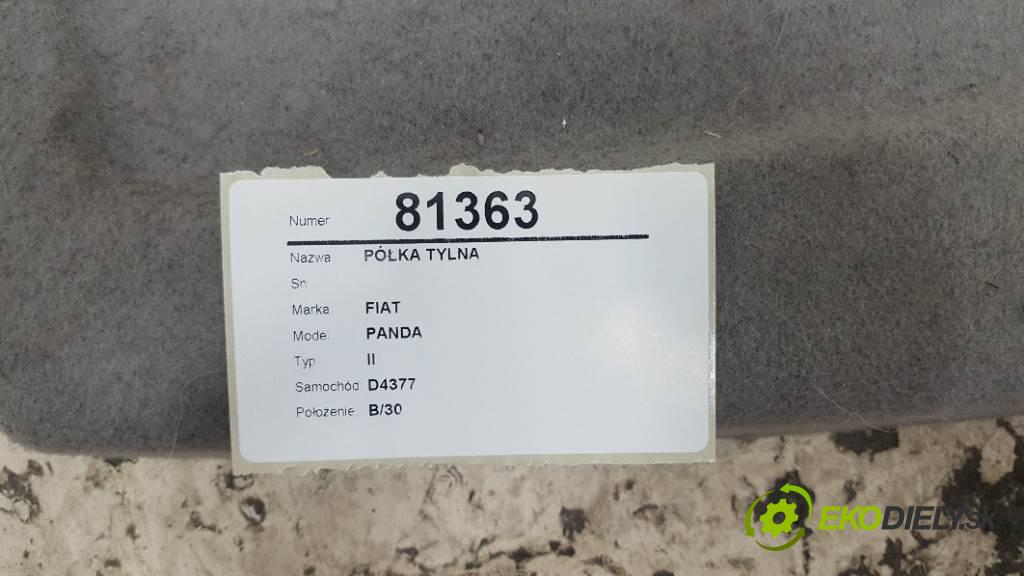 Numer 81363
Nazwa PÓŁKA TYLNA
Sn
Marka FIAT
Model PANDA
Typ II
Samochód D4377
Położenie B/30
EKODIELY.SK